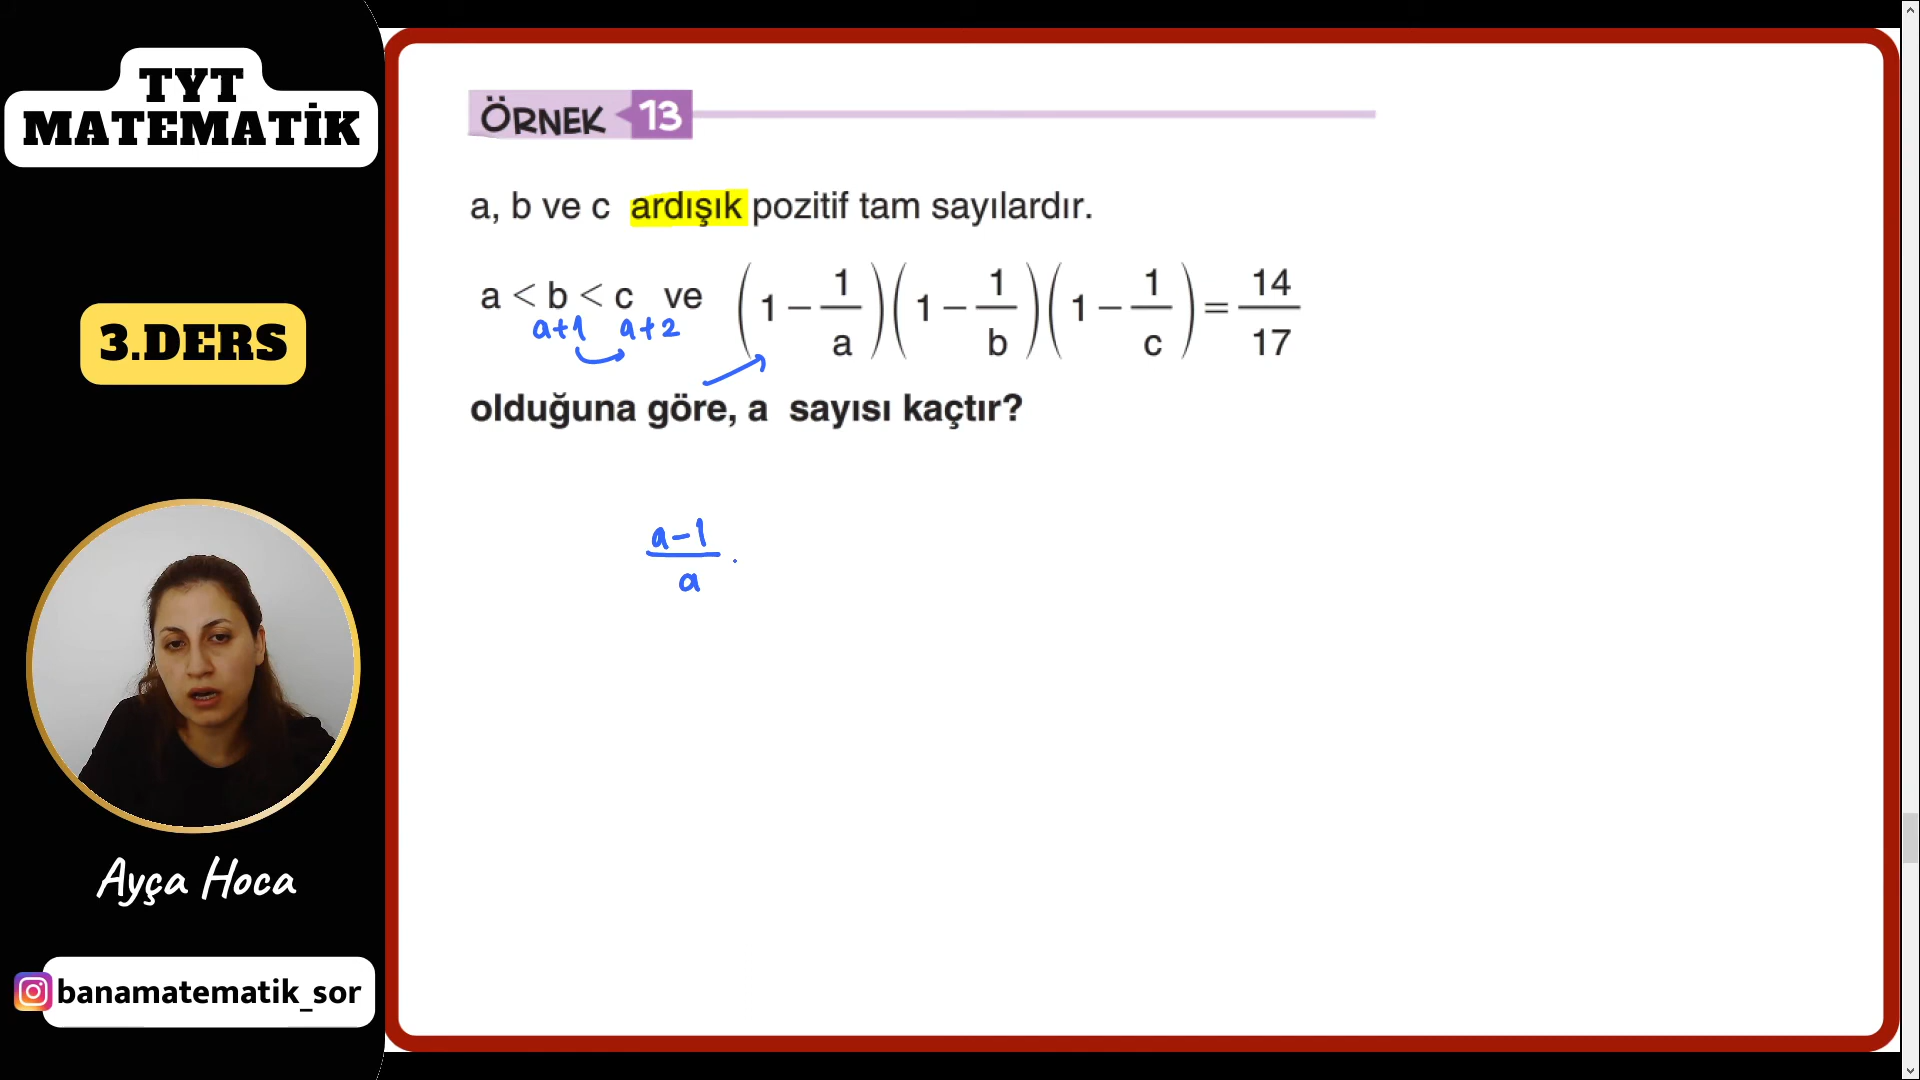 TYT
MATEMATİK
3.DERS
Ayça Hoca
banamatematik_sor
ÖRNEK 13
a, b ve c ardışık pozitif tam sayılardır.
a < b < c ve (1 − 1/a)(1 − 1/b)(1 − 1/c) = 14/17
a+1 a+2
olduğuna göre, a sayısı kaçtır?
a-1
a
.